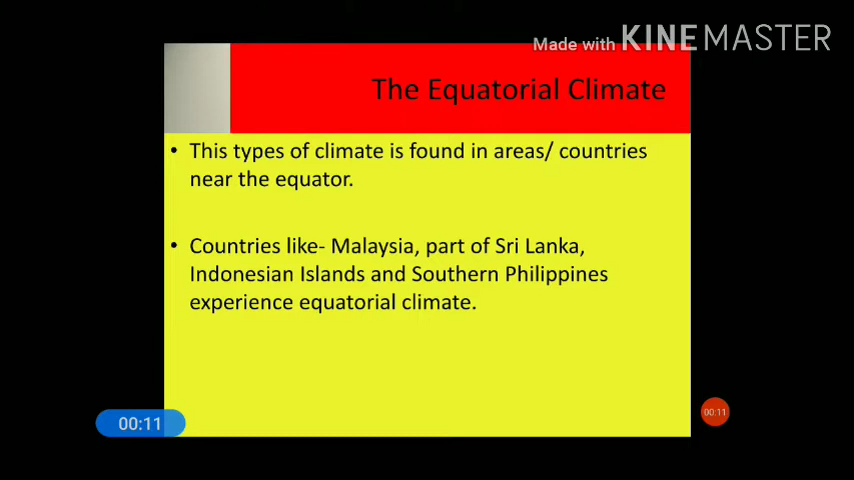 Made with KINEMASTER
The Equatorial Climate
• This types of climate is found in areas/ countries
near the equator.
• Countries like- Malaysia, part of Sri Lanka,
Indonesian Islands and Southern Philippines
experience equatorial climate.
00:11
00:11